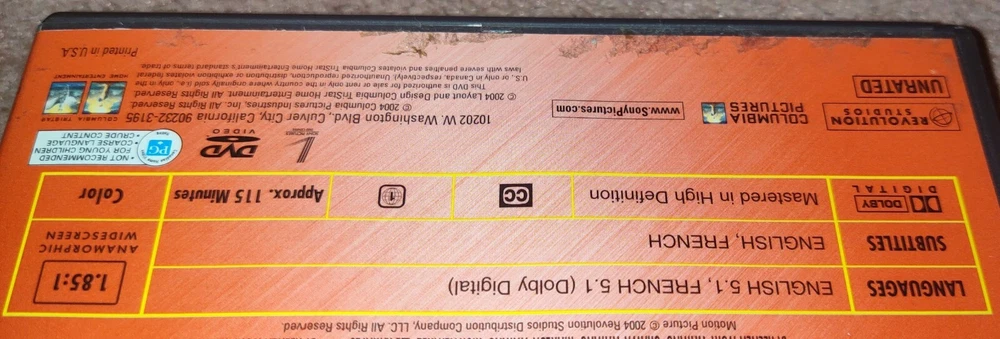 Motion Picture © 2004 Revolution Studios Distribution Company, LLC. All Rights Reserved.
LANGUAGES
ENGLISH 5.1, FRENCH 5.1 (Dolby Digital)
1.85:1
SUBTITLES
ENGLISH, FRENCH
ANAMORPHIC
WIDESCREEN
DOLBY
DIGITAL
Mastered in High Definition
CC
1
Approx. 115 Minutes
Color
REVOLUTION
STUDIOS
COLUMBIA
PICTURES
www.SonyPictures.com
DVD
VIDEO
PG
• NOT RECOMMENDED
FOR YOUNG CHILDREN
• COARSE LANGUAGE
• CRUDE CONTENT
UNRATED
10202 W. Washington Blvd., Culver City, California 90232-3195
© 2004 Columbia Pictures Industries, Inc. All Rights Reserved.
© 2004 Layout and Design Columbia TriStar Home Entertainment. All Rights Reserved.
This DVD is authorized for sale or rent only in the country where originally sold (i.e., only in the
U.S., or only in Canada, respectively). Unauthorized reproduction, distribution or exhibition violates federal
laws with severe penalties and violates Columbia TriStar Home Entertainment's standard terms of trade.
COLUMBIA TRISTAR
HOME ENTERTAINMENT
Printed in U.S.A.